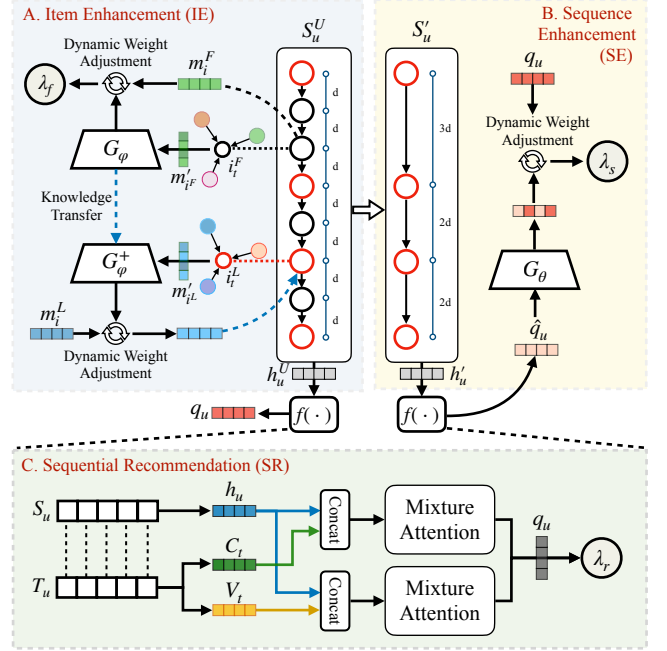 A. Item Enhancement (IE)
Dynamic Weight
Adjustment
m_i^F
λ_f
G_φ
m'_{i^F}
i_t^F
Knowledge
Transfer
G_φ^+
m'_{i^L}
i_t^L
m_i^L
Dynamic Weight
Adjustment
S_u^U
d
d
d
d
d
d
d
h_u^U
q_u
f(·)
S'_u
3d
2d
2d
h'_u
f(·)
B. Sequence
Enhancement
(SE)
q_u
Dynamic Weight
Adjustment
λ_s
G_θ
q̂_u
C. Sequential Recommendation (SR)
S_u
h_u
Concat
Mixture
Attention
C_t
q_u
λ_r
T_u
V_t
Concat
Mixture
Attention